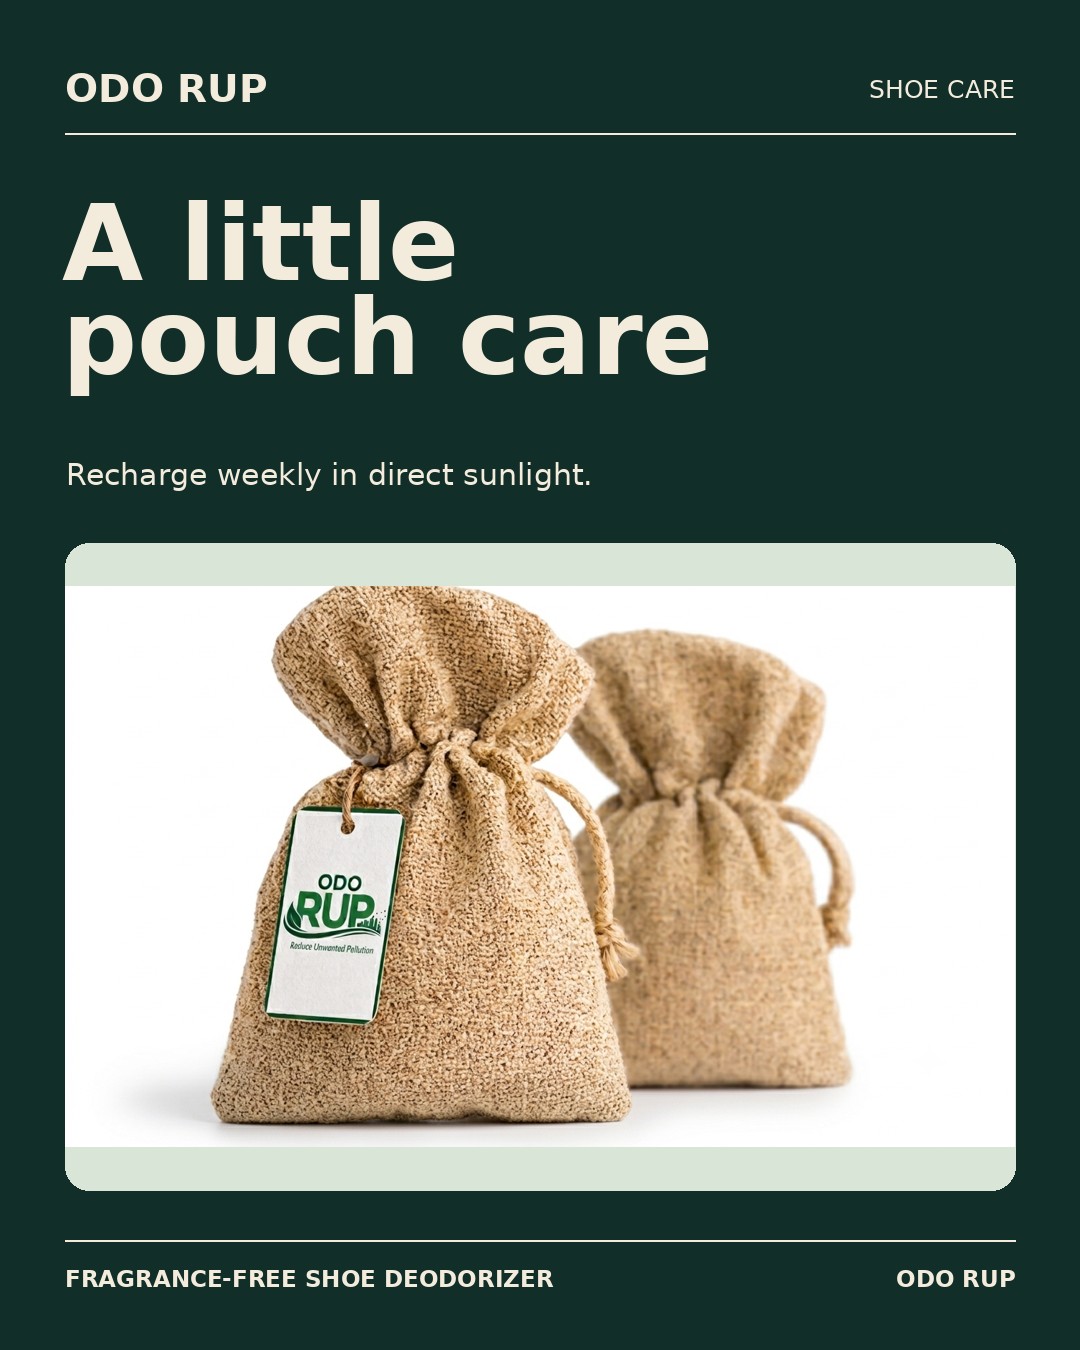 ODO RUP
SHOE CARE
A little
pouch care
Recharge weekly in direct sunlight.
ODO
RUP
Reduce Unwanted Pollution
FRAGRANCE-FREE SHOE DEODORIZER
ODO RUP